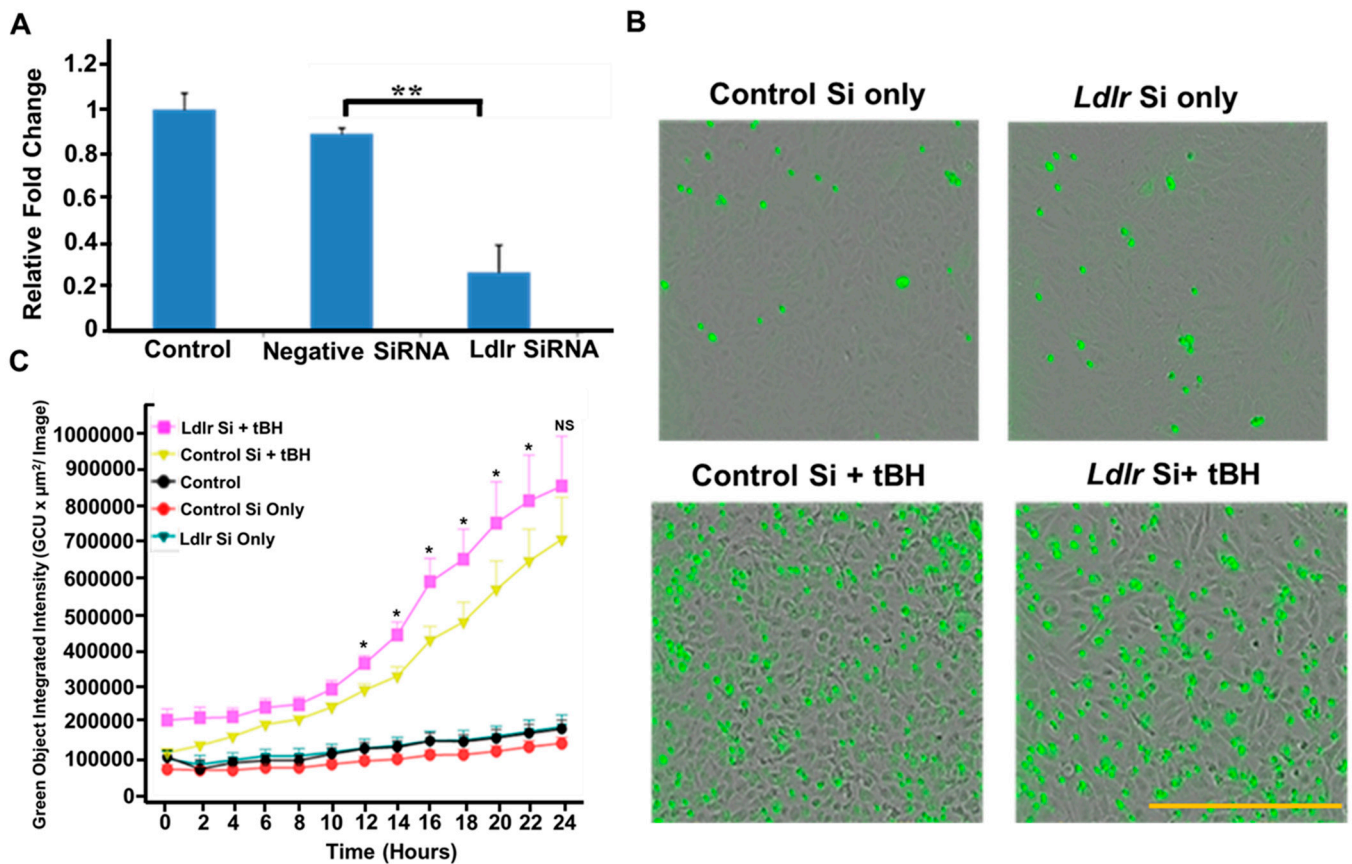 A
Relative Fold Change
1.2
1
0.8
0.6
0.4
0.2
0
**
Control
Negative SiRNA
Ldlr SiRNA
B
Control Si only
Ldlr Si only
Control Si + tBH
Ldlr Si+ tBH
C
Green Object Integrated Intensity (GCU x µm²/ Image)
1000000
900000
800000
700000
600000
500000
400000
300000
200000
100000
0
Ldlr Si + tBH
Control Si + tBH
Control
Control Si Only
Ldlr Si Only
*
*
*
*
*
*
NS
0 2 4 6 8 10 12 14 16 18 20 22 24
Time (Hours)